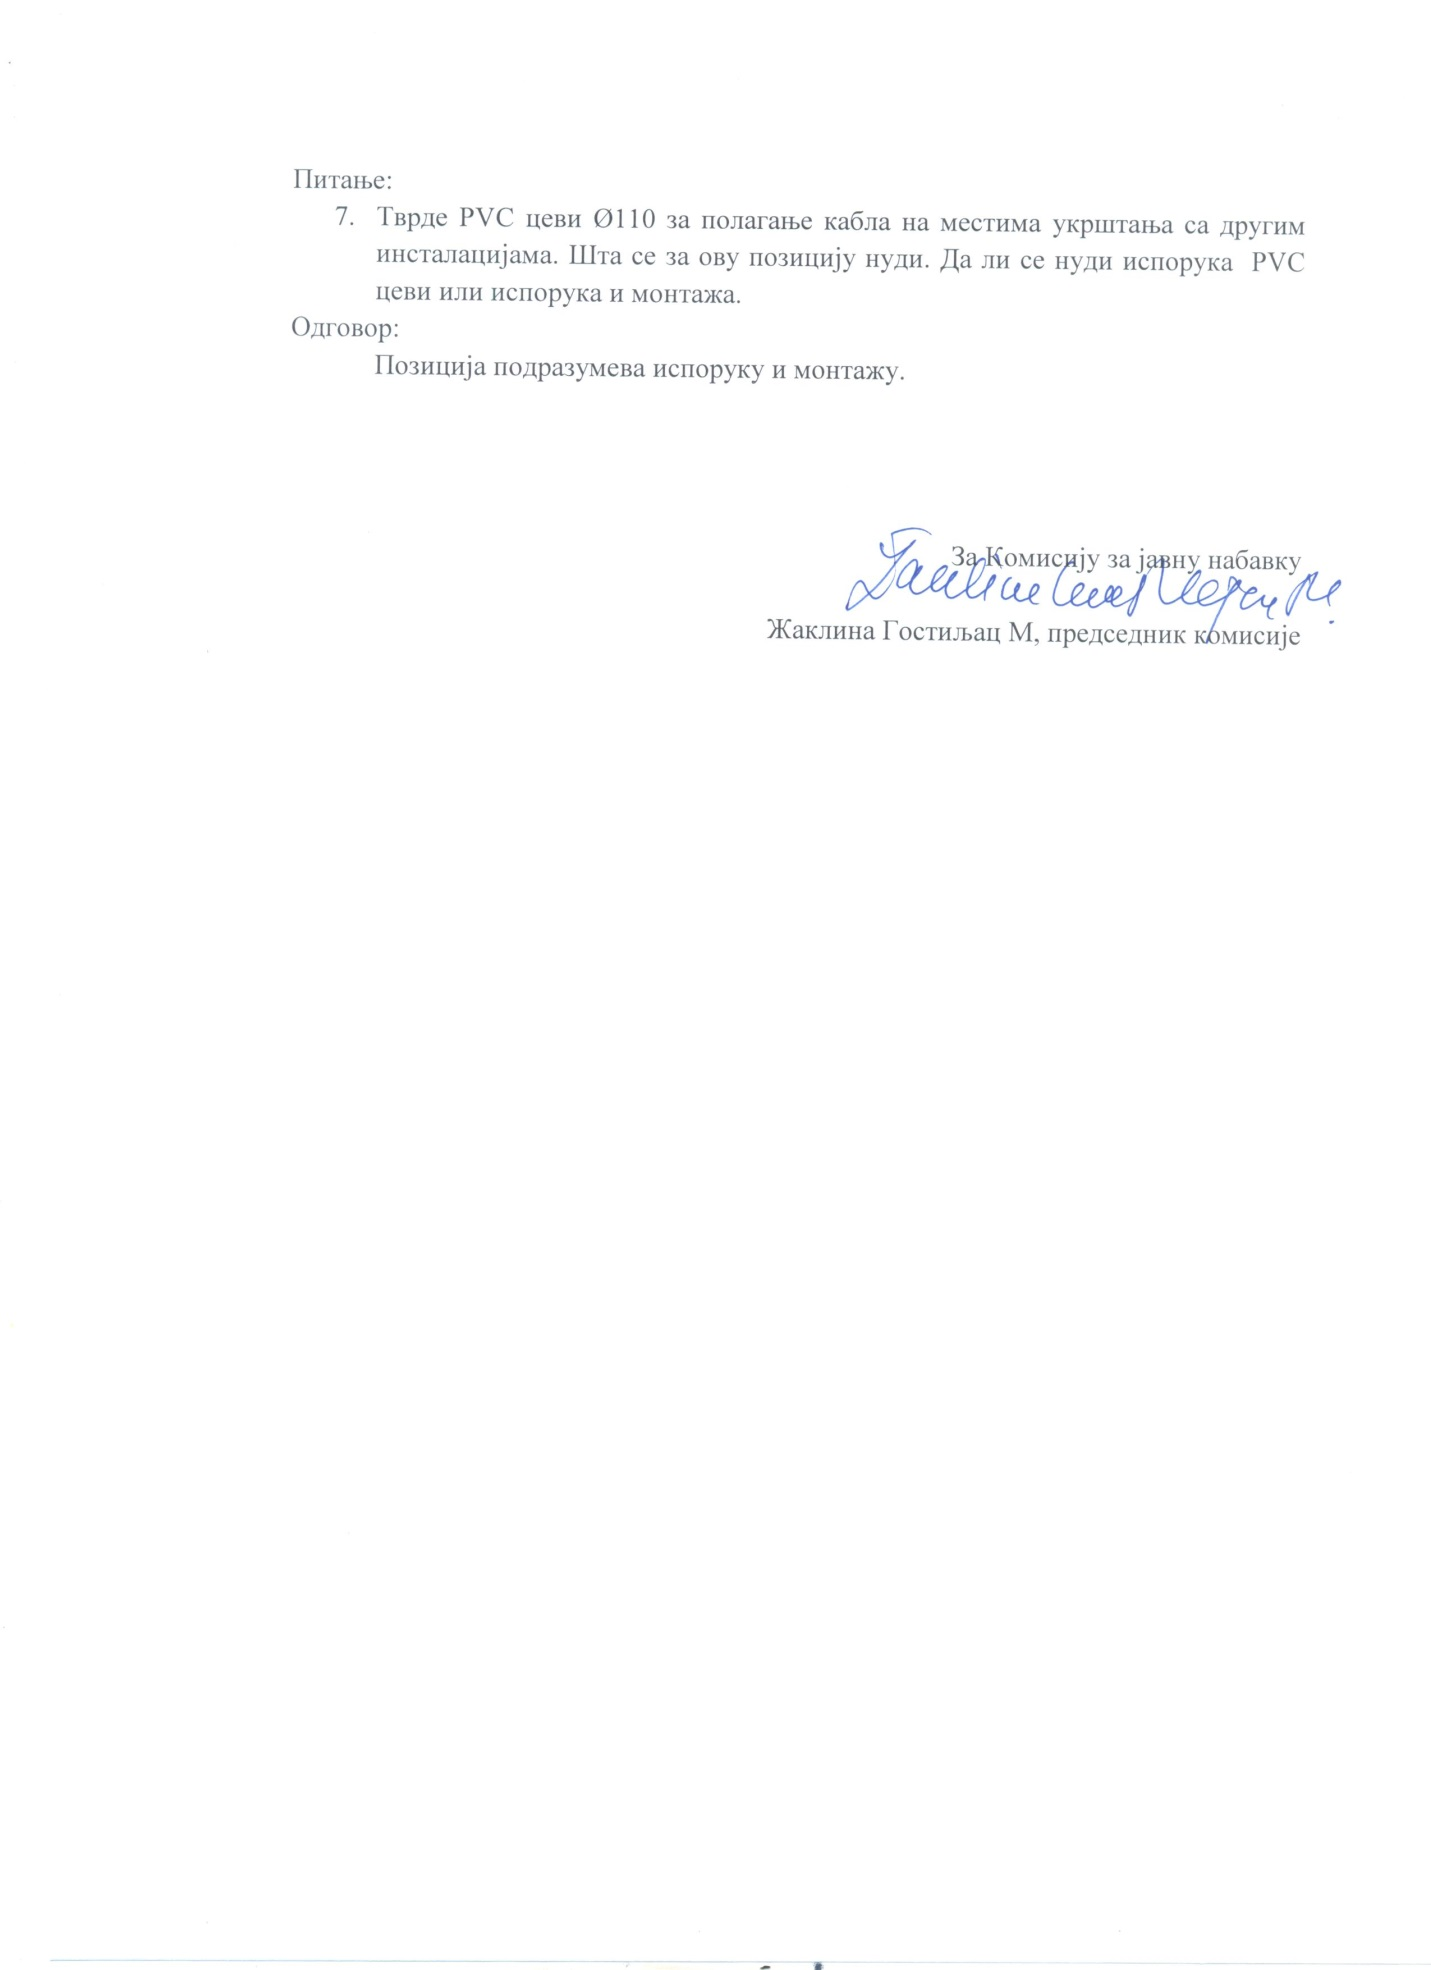 Питање:
7. Тврде PVC цеви Ø110 за полагање кабла на местима укрштања са другим
инсталацијама. Шта се за ову позицију нуди. Да ли се нуди испорука PVC
цеви или испорука и монтажа.
Одговор:
Позиција подразумева испоруку и монтажу.
За Комисију за јавну набавку
Жаклина Гостиљац М, председник комисије